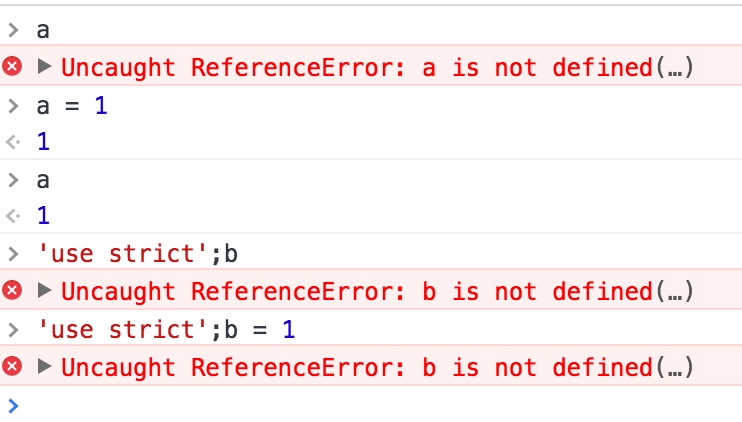 > a
Uncaught ReferenceError: a is not defined(…)
> a = 1
1
> a
1
> 'use strict';b
Uncaught ReferenceError: b is not defined(…)
> 'use strict';b = 1
Uncaught ReferenceError: b is not defined(…)
>